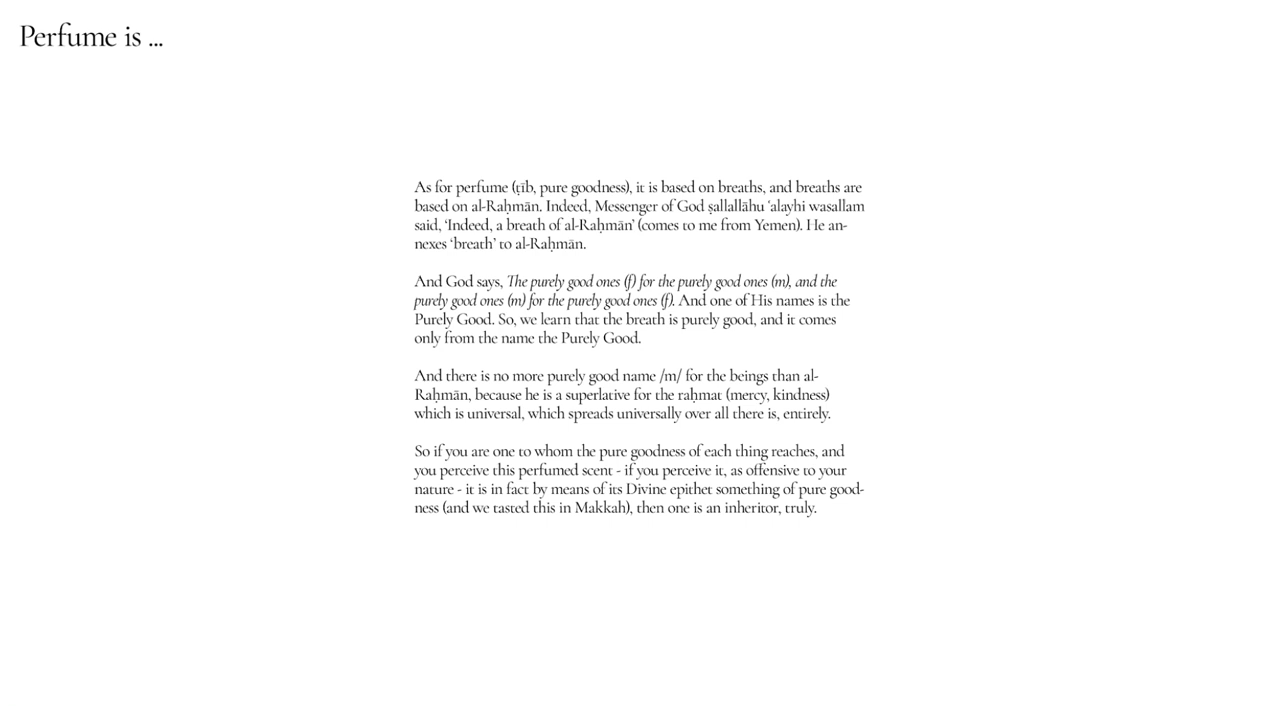 Perfume is ...
As for perfume (ṭīb, pure goodness), it is based on breaths, and breaths are
based on al-Raḥmān. Indeed, Messenger of God ṣallallāhu ʿalayhi wasallam
said, ‘Indeed, a breath of al-Raḥmān’ (comes to me from Yemen). He an-
nexes ‘breath’ to al-Raḥmān.
And God says, The purely good ones (f) for the purely good ones (m), and the
purely good ones (m) for the purely good ones (f). And one of His names is the
Purely Good. So, we learn that the breath is purely good, and it comes
only from the name the Purely Good.
And there is no more purely good name /m/ for the beings than al-
Raḥmān, because he is a superlative for the raḥmat (mercy, kindness)
which is universal, which spreads universally over all there is, entirely.
So if you are one to whom the pure goodness of each thing reaches, and
you perceive this perfumed scent - if you perceive it, as offensive to your
nature - it is in fact by means of its Divine epithet something of pure good-
ness (and we tasted this in Makkah), then one is an inheritor, truly.